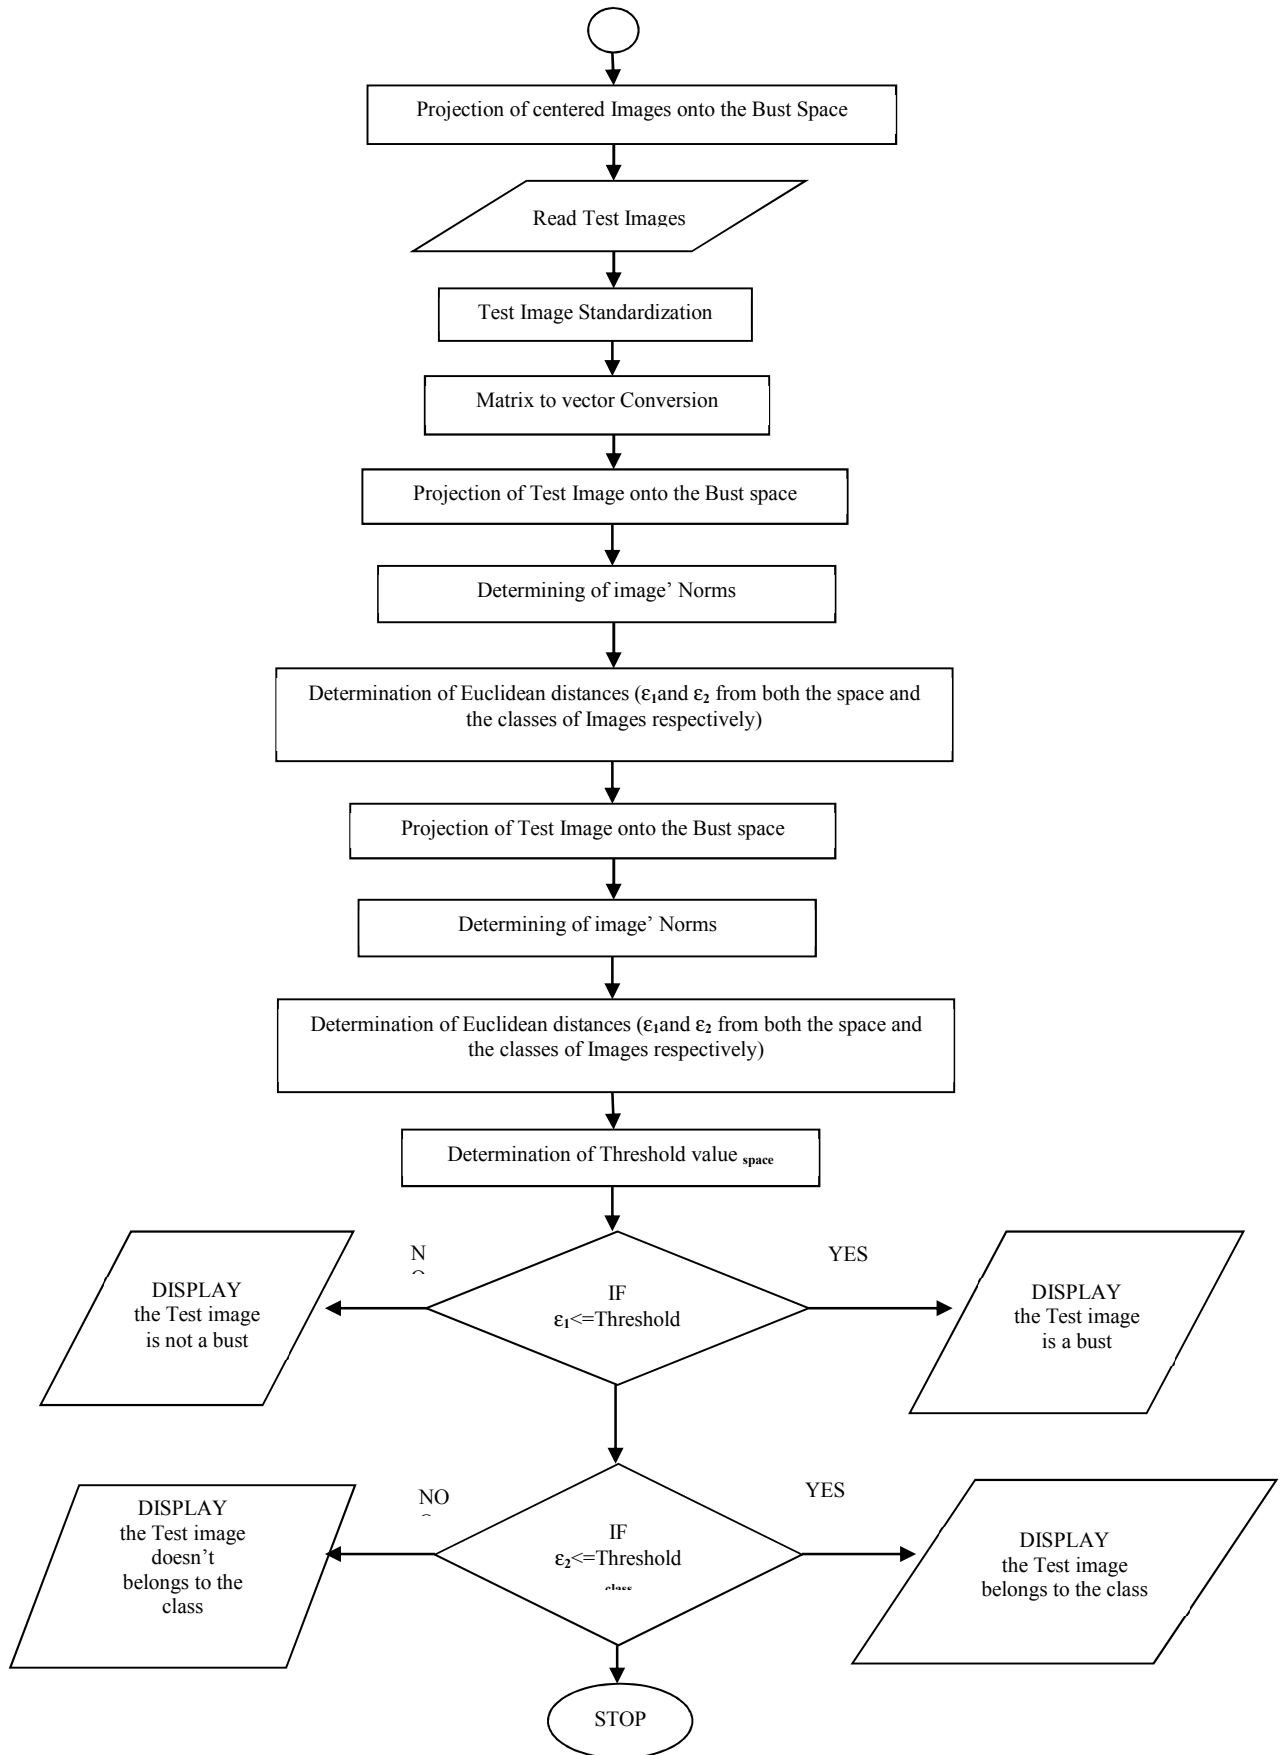 Projection of centered Images onto the Bust Space
Read Test Images
Test Image Standardization
Matrix to vector Conversion
Projection of Test Image onto the Bust space
Determining of image’ Norms
Determination of Euclidean distances (ε₁and ε₂ from both the space and
the classes of Images respectively)
Projection of Test Image onto the Bust space
Determining of image’ Norms
Determination of Euclidean distances (ε₁and ε₂ from both the space and
the classes of Images respectively)
Determination of Threshold value space
N
YES
DISPLAY
the Test image
is not a bust
IF
ε₁<=Threshold
DISPLAY
the Test image
is a bust
NO
YES
DISPLAY
the Test image
doesn’t
belongs to the
class
IF
ε₂<=Threshold
class
DISPLAY
the Test image
belongs to the class
STOP